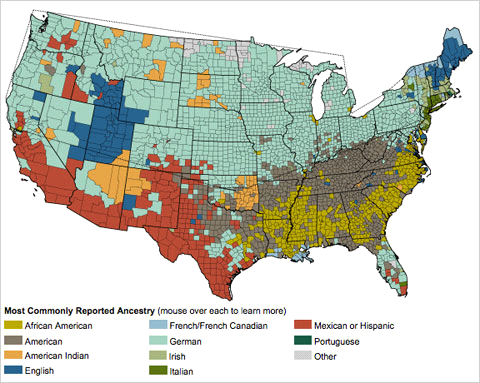 Most Commonly Reported Ancestry (mouse over each to learn more)
African American
American
American Indian
English
French/French Canadian
German
Irish
Italian
Mexican or Hispanic
Portuguese
Other